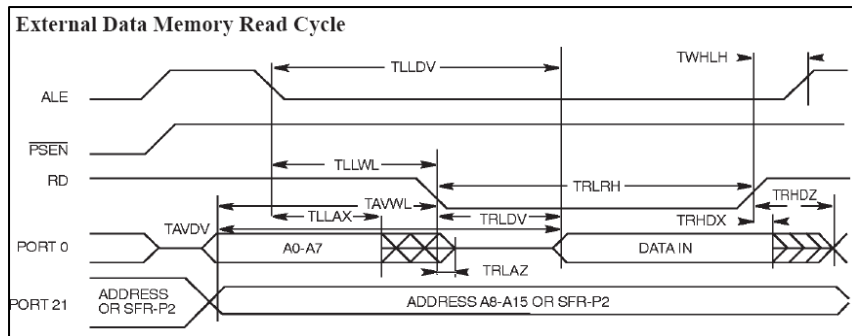 External Data Memory Read Cycle
TLLDV
TWHLH
ALE
PSEN
TLLWL
RD
TAVWL
TRLRH
TRHDZ
TLLAX
TRLDV
TAVDV
TRHDX
PORT 0
A0-A7
DATA IN
TRLAZ
PORT 21
ADDRESS
OR SFR-P2
ADDRESS A8-A15 OR SFR-P2